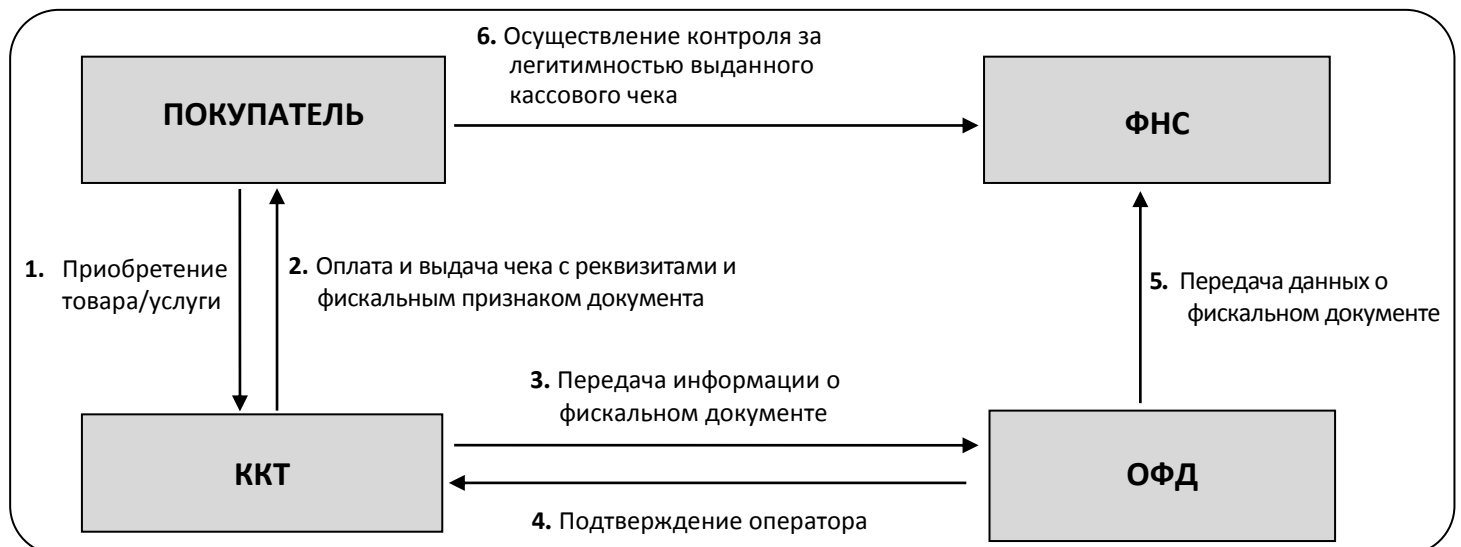 6. Осуществление контроля за
легитимностью выданного
кассового чека
ПОКУПАТЕЛЬ
ФНС
1. Приобретение
товара/услуги
2. Оплата и выдача чека с реквизитами и
фискальным признаком документа
5. Передача данных о
фискальном документе
3. Передача информации о
фискальном документе
ККТ
ОФД
4. Подтверждение оператора